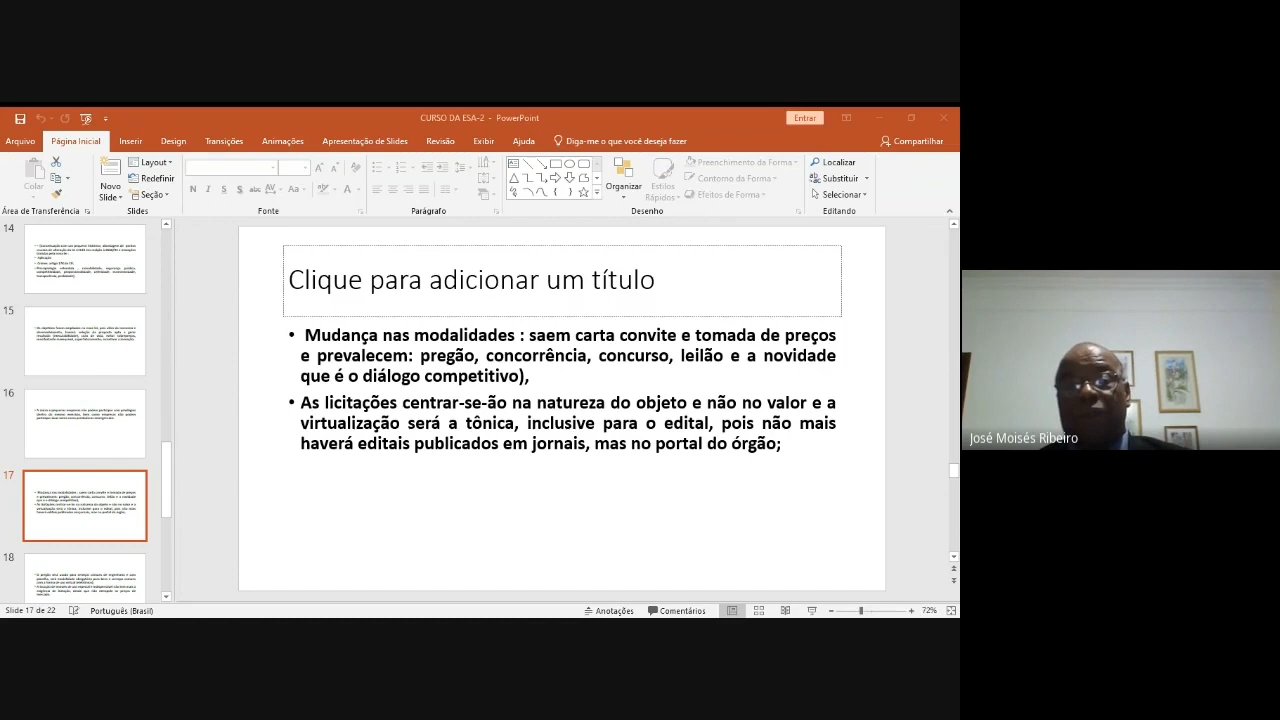 CURSO DA ESA-2 - PowerPoint
Entrar
Arquivo Página Inicial Inserir Design Transições Animações Apresentação de Slides Revisão Exibir Ajuda Diga-me o que você deseja fazer Compartilhar
Colar
Novo Slide
Layout
Redefinir
Seção
N I S S abc AV Aa A
Organizar
Estilos Rápidos
Preenchimento da Forma
Contorno da Forma
Efeitos de Forma
Localizar
Substituir
Selecionar
Área de Transferência Slides Fonte Parágrafo Desenho Editando
14
15
16
17
18
Clique para adicionar um título
• Mudança nas modalidades : saem carta convite e tomada de preços
e prevalecem: pregão, concorrência, concurso, leilão e a novidade
que é o diálogo competitivo),
• As licitações centrar-se-ão na natureza do objeto e não no valor e a
virtualização será a tônica, inclusive para o edital, pois não mais
haverá editais publicados em jornais, mas no portal do órgão;
José Moisés Ribeiro
Slide 17 de 22 Português (Brasil) Anotações Comentários 72%